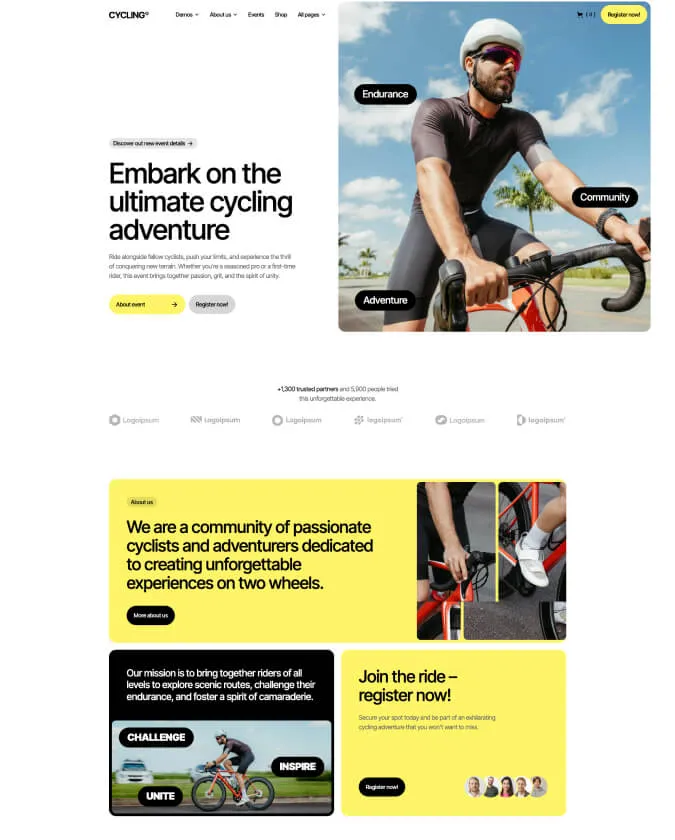 CYCLING®
Demos
About us
Events
Shop
All pages
Register now!
Endurance
Community
Adventure
Discover out new event details →
Embark on the
ultimate cycling
adventure
Ride alongside fellow cyclists, push your limits, and experience the thrill
of conquering new terrain. Whether you're a seasoned pro or a first-time
rider, this event brings together passion, grit, and the spirit of unity.
About event →
Register now!
+1,300 trusted partners and 5,900 people tried
this unforgettable experience.
Logoipsum
Logoipsum
Logoipsum
logoipsum®
Logoipsum
logoipsum®
About us
We are a community of passionate
cyclists and adventurers dedicated
to creating unforgettable
experiences on two wheels.
More about us
Our mission is to bring together riders of all
levels to explore scenic routes, challenge their
endurance, and foster a spirit of camaraderie.
CHALLENGE
INSPIRE
UNITE
Join the ride –
register now!
Secure your spot today and be part of an exhilarating
cycling adventure that you won't want to miss.
Register now!